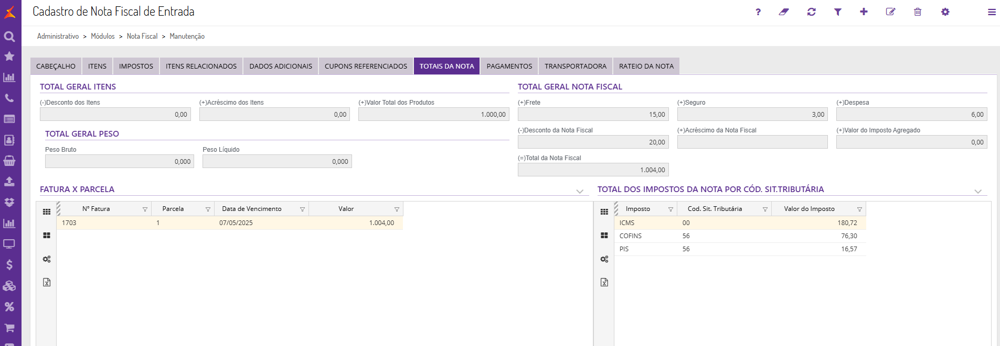 Cadastro de Nota Fiscal de Entrada
?
Administrativo > Módulos > Nota Fiscal > Manutenção
CABEÇALHO ITENS IMPOSTOS ITENS RELACIONADOS DADOS ADICIONAIS CUPONS REFERENCIADOS TOTAIS DA NOTA PAGAMENTOS TRANSPORTADORA RATEIO DA NOTA
TOTAL GERAL ITENS
(-)Desconto dos Itens (+)Acréscimo dos Itens (+)Valor Total dos Produtos
0,00 0,00 1.000,00
TOTAL GERAL PESO
Peso Bruto Peso Líquido
0,000 0,000
TOTAL GERAL NOTA FISCAL
(+)Frete (+)Seguro (+)Despesa
15,00 3,00 6,00
(-)Desconto da Nota Fiscal (+)Acréscimo da Nota Fiscal (+)Valor do Imposto Agregado
20,00 0,00
(=)Total da Nota Fiscal
1.004,00
FATURA X PARCELA
Nº Fatura Parcela Data de Vencimento Valor
1703 1 07/05/2025 1.004,00
TOTAL DOS IMPOSTOS DA NOTA POR CÓD. SIT.TRIBUTÁRIA
Imposto Cod. Sit. Tributária Valor do Imposto
ICMS 00 180,72
COFINS 56 76,30
PIS 56 16,57